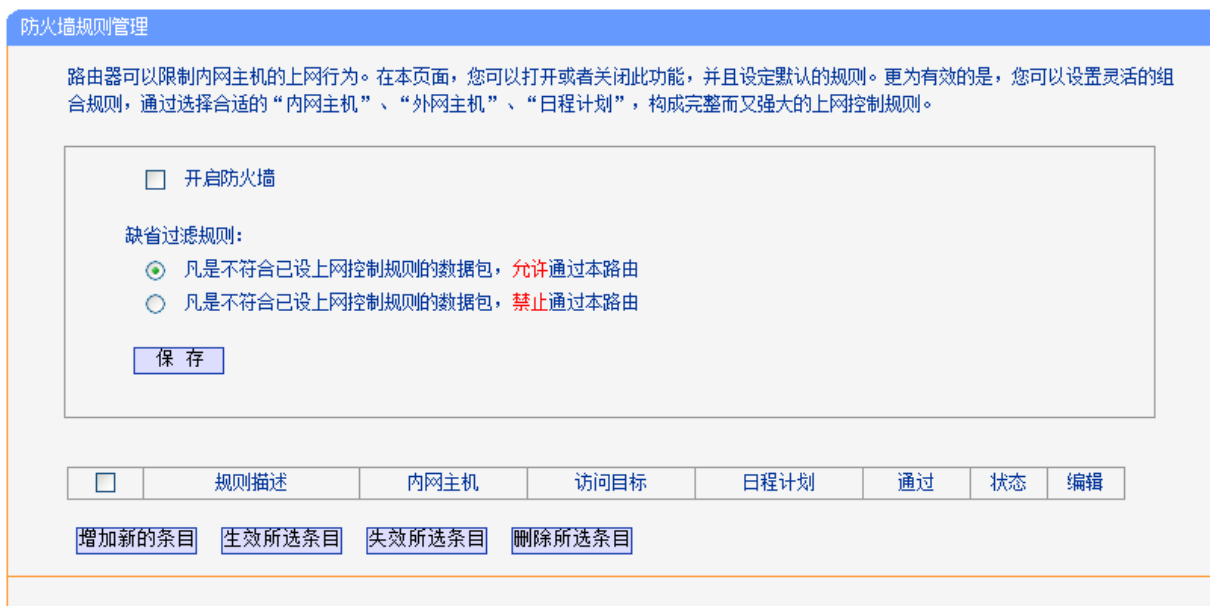 防火墙规则管理
路由器可以限制内网主机的上网行为。在本页面，您可以打开或者关闭此功能，并且设定默认的规则。更为有效的是，您可以设置灵活的组
合规则，通过选择合适的“内网主机”、“外网主机”、“日程计划”，构成完整而又强大的上网控制规则。
开启防火墙
缺省过滤规则：
凡是不符合已设上网控制规则的数据包，允许通过本路由
凡是不符合已设上网控制规则的数据包，禁止通过本路由
保 存
规则描述 内网主机 访问目标 日程计划 通过 状态 编辑
增加新的条目 生效所选条目 失效所选条目 删除所选条目